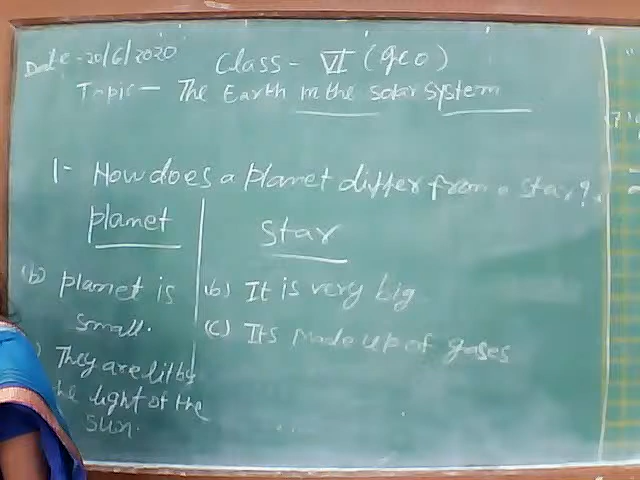 Date - 20/6/2020
Class - VI (geo)
Topic - The Earth in the solar system
1- How does a planet differ from a star?
planet
star
(b) planet is
small.
(b) It is very big
(c) Its made up of gases
) They are lit by
the light of the
sun.